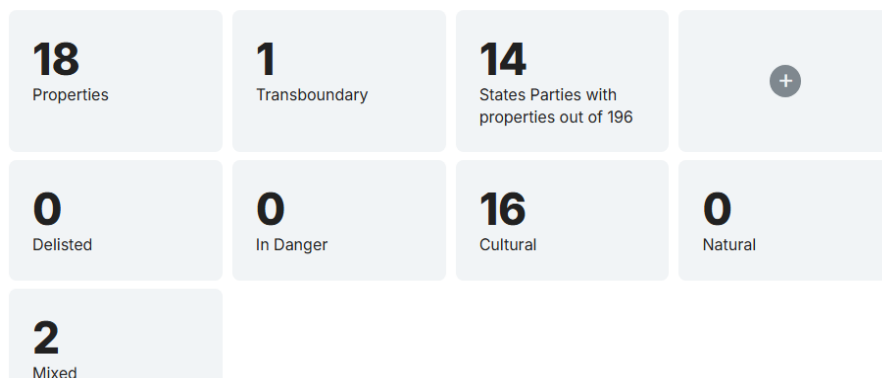 18
Properties
1
Transboundary
14
States Parties with
properties out of 196
+
0
Delisted
0
In Danger
16
Cultural
0
Natural
2
Mixed